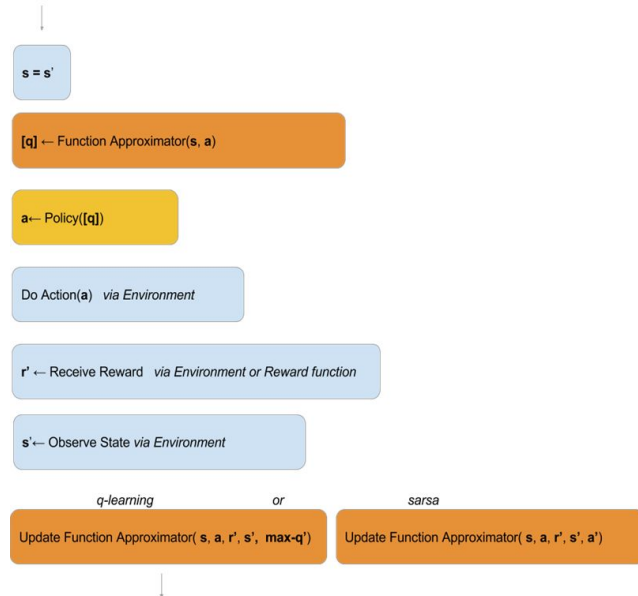 s = s'
[q] ← Function Approximator(s, a)
a← Policy([q])
Do Action(a) via Environment
r' ← Receive Reward via Environment or Reward function
s'← Observe State via Environment
q-learning or sarsa
Update Function Approximator( s, a, r', s', max-q') Update Function Approximator( s, a, r', s', a')